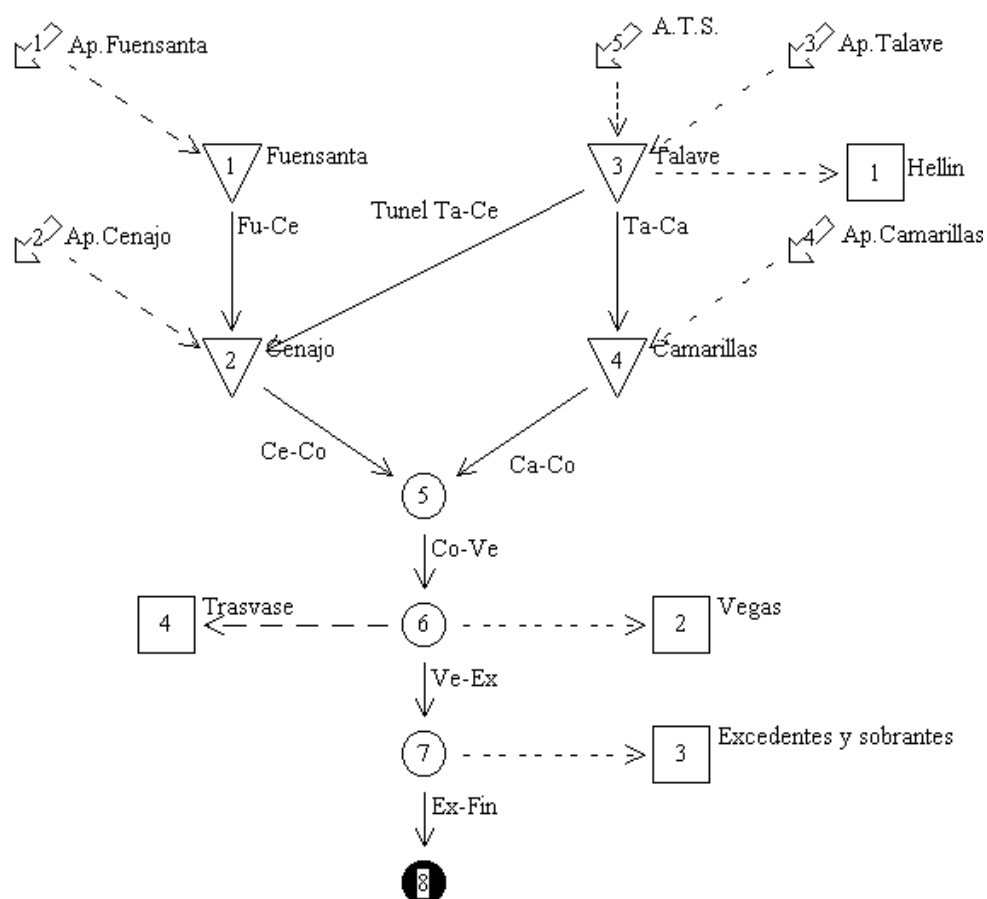 1 Ap.Fuensanta
5 A.T.S.
3 Ap.Talave
1 Fuensanta
3 Talave
1 Hellin
Fu-Ce
Tunel Ta-Ce
Ta-Ca
2 Ap.Cenajo
4 Ap.Camarillas
2 Cenajo
4 Camarillas
Ce-Co
Ca-Co
5
Co-Ve
4 Trasvase
6
2 Vegas
Ve-Ex
7
3 Excedentes y sobrantes
Ex-Fin
8